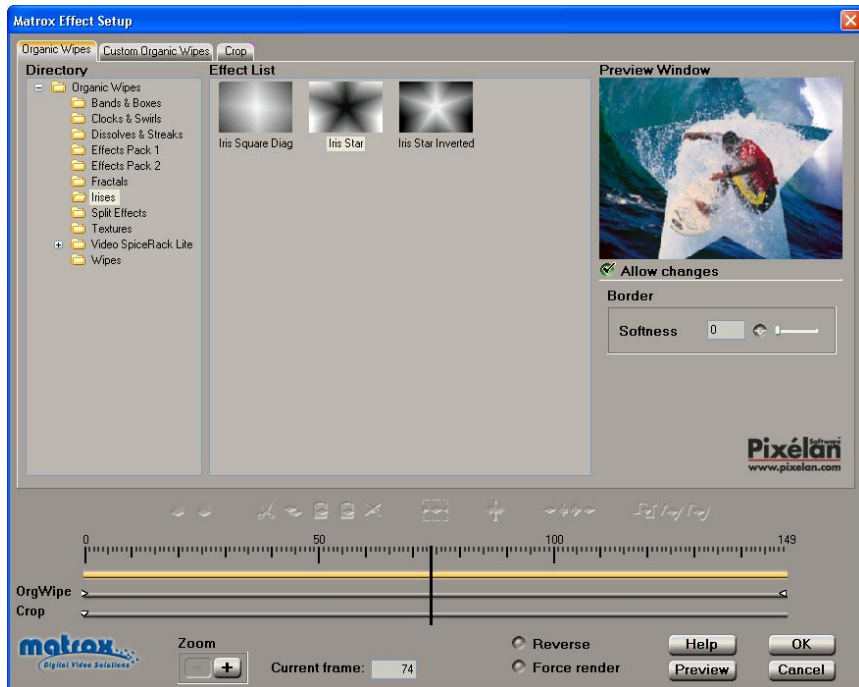 Matrox Effect Setup
Organic Wipes Custom Organic Wipes Crop
Directory
Organic Wipes
Bands & Boxes
Clocks & Swirls
Dissolves & Streaks
Effects Pack 1
Effects Pack 2
Fractals
Irises
Split Effects
Textures
Video SpiceRack Lite
Wipes
Effect List
Iris Square Diag Iris Star Iris Star Inverted
Preview Window
Allow changes
Border
Softness 0
Pixélan Software
www.pixelan.com
0 50 100 149
OrgWipe
Crop
matrox
Digital Video Solutions
Zoom
Current frame: 74
Reverse
Force render
Help OK
Preview Cancel